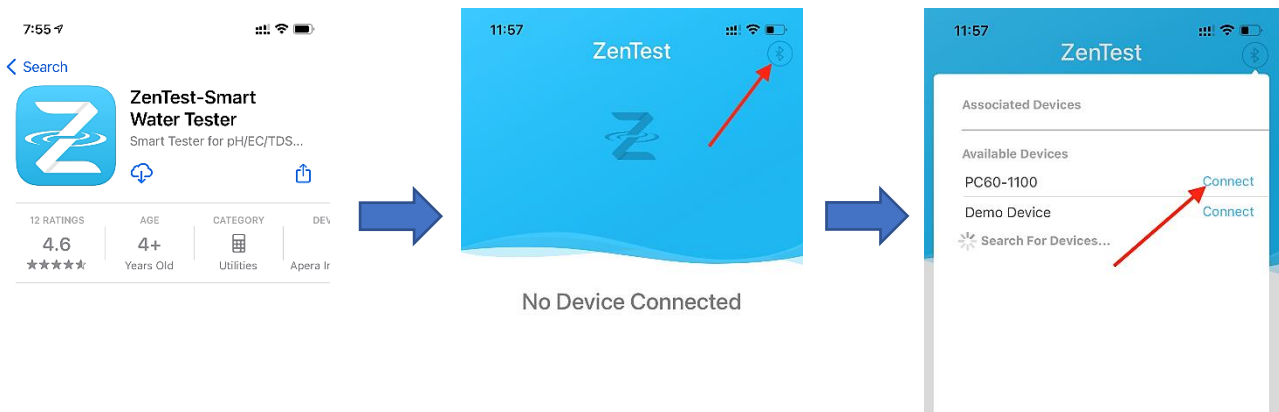 7:55
Search
ZenTest-Smart
Water Tester
Smart Tester for pH/EC/TDS...
12 RATINGS
AGE
CATEGORY
DEV
4.6
4+
Years Old
Utilities
Apera Ir
11:57
ZenTest
No Device Connected
11:57
ZenTest
Associated Devices
Available Devices
PC60-1100
Connect
Demo Device
Connect
Search For Devices...